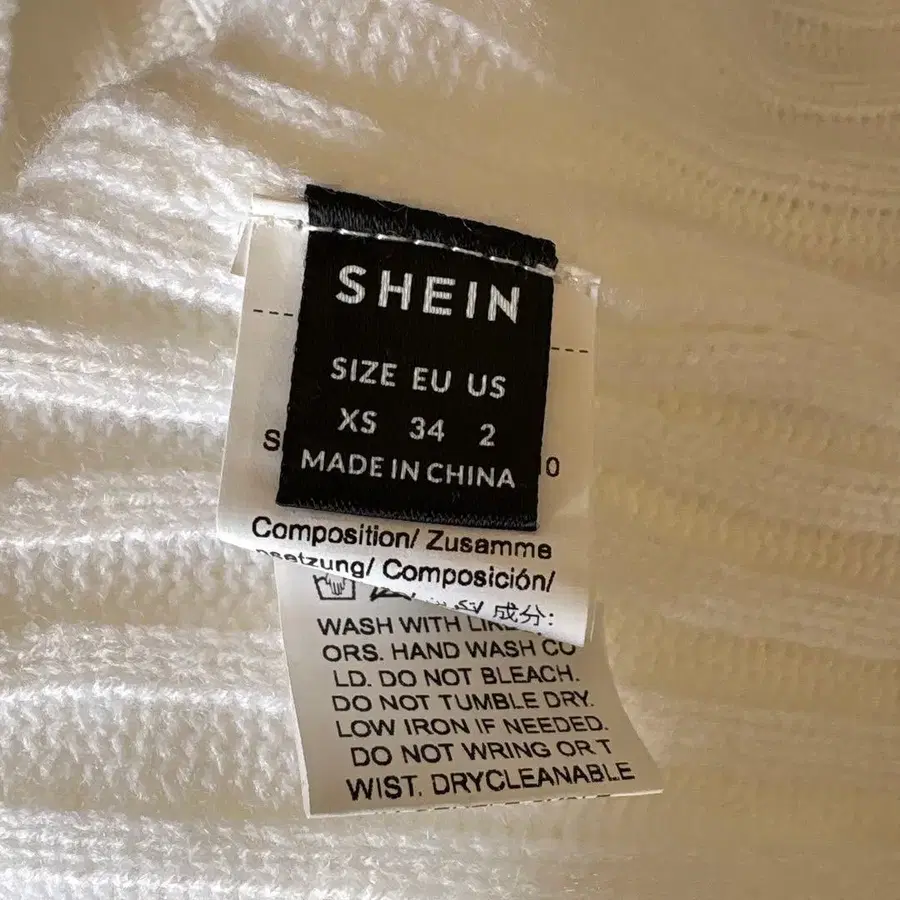 SHEIN
SIZE EU US
XS 34 2
MADE IN CHINA
S
0
Composition/ Zusamme
nsetzung/ Composición/
成分:
WASH WITH LIKE
ORS. HAND WASH CO
LD. DO NOT BLEACH.
DO NOT TUMBLE DRY.
LOW IRON IF NEEDED.
DO NOT WRING OR T
WIST. DRYCLEANABLE